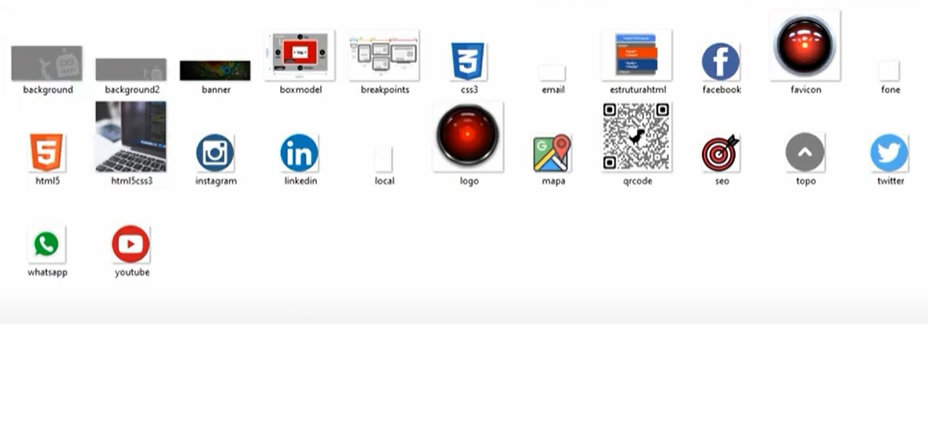 background background2 banner boxmodel breakpoints css3 email estruturahtml facebook favicon fone
html5 html5css3 instagram linkedin local logo mapa qrcode seo topo twitter
whatsapp youtube